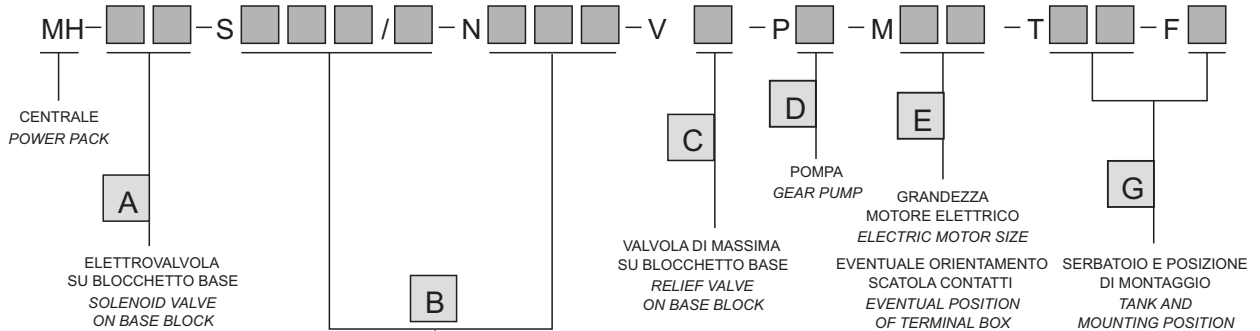 MH- -S / -N -V -P -M -T -F
CENTRALE
POWER PACK
A
ELETTROVALVOLA
SU BLOCCHETTO BASE
SOLENOID VALVE
ON BASE BLOCK
B
C
VALVOLA DI MASSIMA
SU BLOCCHETTO BASE
RELIEF VALVE
ON BASE BLOCK
D
POMPA
GEAR PUMP
E
GRANDEZZA
MOTORE ELETTRICO
ELECTRIC MOTOR SIZE
EVENTUALE ORIENTAMENTO
SCATOLA CONTATTI
EVENTUAL POSITION
OF TERMINAL BOX
G
SERBATOIO E POSIZIONE
DI MONTAGGIO
TANK AND
MOUNTING POSITION